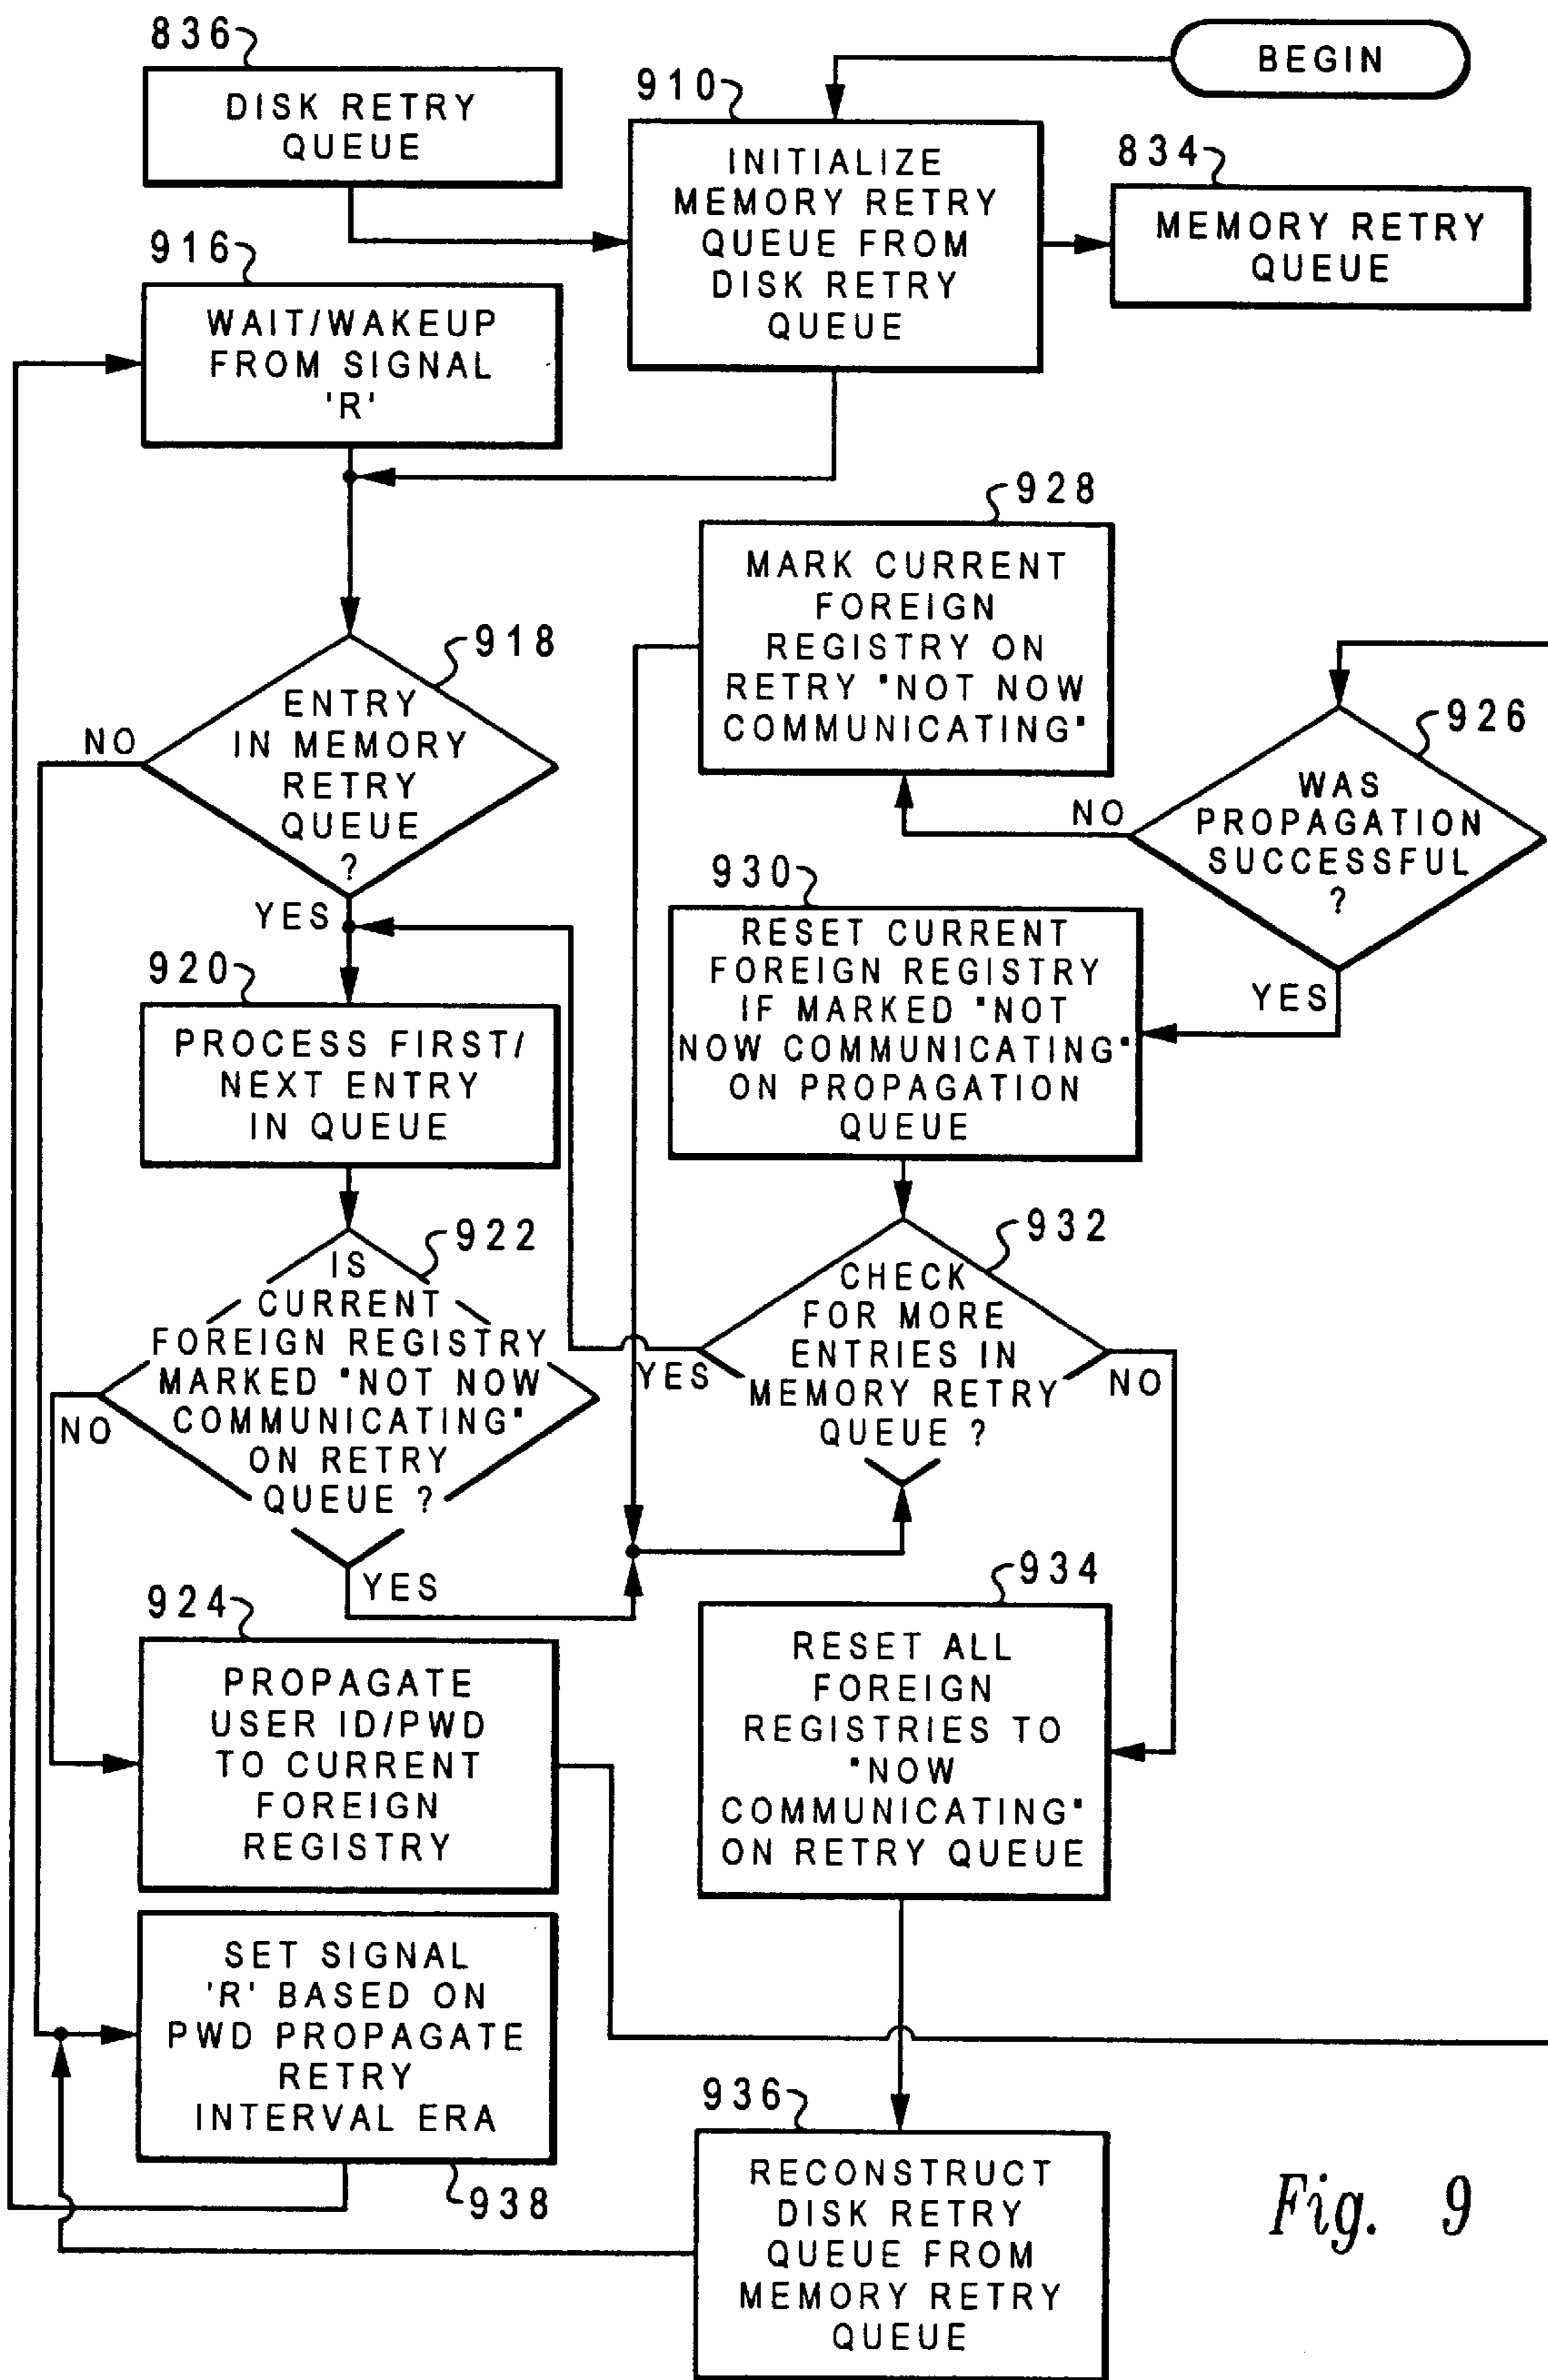 836
DISK RETRY
QUEUE
BEGIN
910
INITIALIZE
MEMORY RETRY
QUEUE FROM
DISK RETRY
QUEUE
834
MEMORY RETRY
QUEUE
916
WAIT/WAKEUP
FROM SIGNAL
'R'
918
ENTRY
IN MEMORY
RETRY
QUEUE
?
NO
YES
928
MARK CURRENT
FOREIGN
REGISTRY ON
RETRY "NOT NOW
COMMUNICATING"
926
WAS
PROPAGATION
SUCCESSFUL
?
NO
YES
930
RESET CURRENT
FOREIGN REGISTRY
IF MARKED "NOT
NOW COMMUNICATING"
ON PROPAGATION
QUEUE
920
PROCESS FIRST/
NEXT ENTRY
IN QUEUE
922
IS
CURRENT
FOREIGN REGISTRY
MARKED "NOT NOW
COMMUNICATING"
ON RETRY
QUEUE ?
NO
YES
932
CHECK
FOR MORE
ENTRIES IN
MEMORY RETRY
QUEUE ?
YES
NO
924
PROPAGATE
USER ID/PWD
TO CURRENT
FOREIGN
REGISTRY
934
RESET ALL
FOREIGN
REGISTRIES TO
"NOW
COMMUNICATING"
ON RETRY QUEUE
SET SIGNAL
'R' BASED ON
PWD PROPAGATE
RETRY
INTERVAL ERA
938
936
RECONSTRUCT
DISK RETRY
QUEUE FROM
MEMORY RETRY
QUEUE
Fig. 9